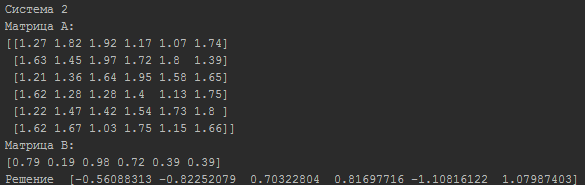 Система 2
Матрица A:
[[1.27 1.82 1.92 1.17 1.07 1.74]
 [1.63 1.45 1.97 1.72 1.8  1.39]
 [1.21 1.36 1.64 1.95 1.58 1.65]
 [1.62 1.28 1.28 1.4  1.13 1.75]
 [1.22 1.47 1.42 1.54 1.73 1.8 ]
 [1.62 1.67 1.03 1.75 1.15 1.66]]
Матрица B:
[0.79 0.19 0.98 0.72 0.39 0.39]
Решение  [-0.56088313 -0.82252079  0.70322804  0.81697716 -1.10816122  1.07987403]